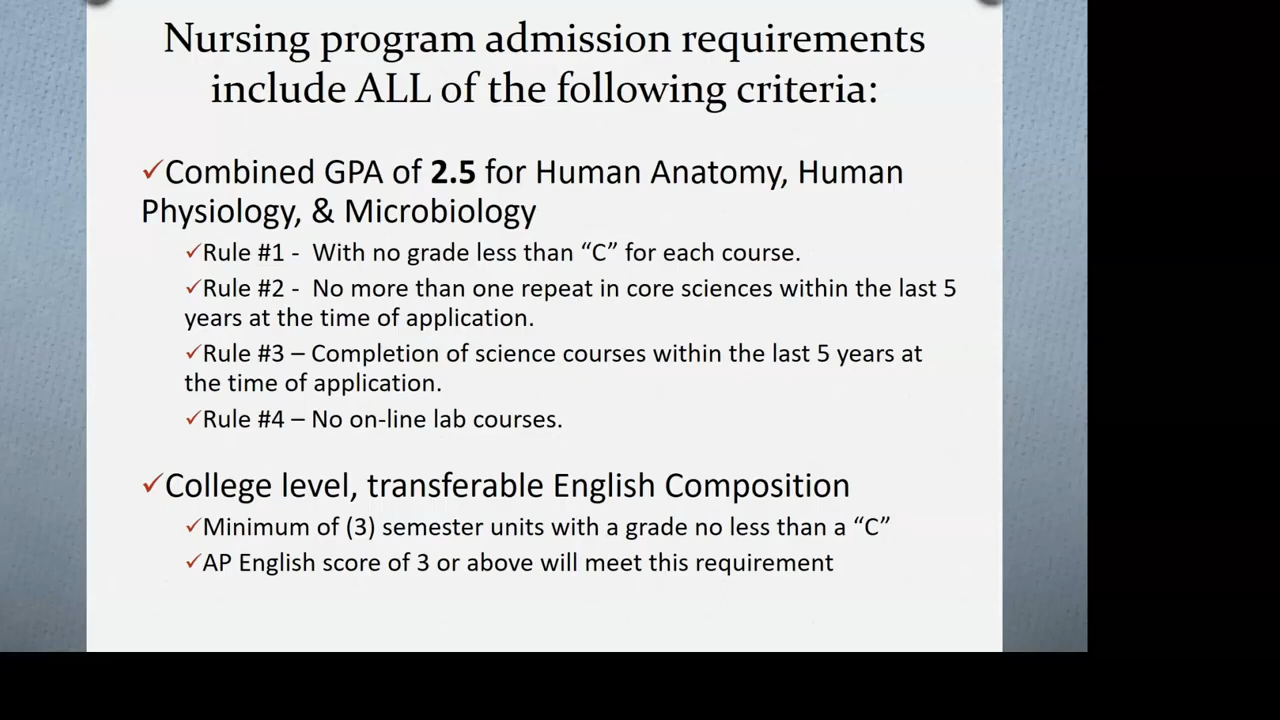 Nursing program admission requirements
include ALL of the following criteria:
✓Combined GPA of 2.5 for Human Anatomy, Human
Physiology, & Microbiology
✓Rule #1 - With no grade less than “C” for each course.
✓Rule #2 - No more than one repeat in core sciences within the last 5
years at the time of application.
✓Rule #3 – Completion of science courses within the last 5 years at
the time of application.
✓Rule #4 – No on-line lab courses.
✓College level, transferable English Composition
✓Minimum of (3) semester units with a grade no less than a “C”
✓AP English score of 3 or above will meet this requirement